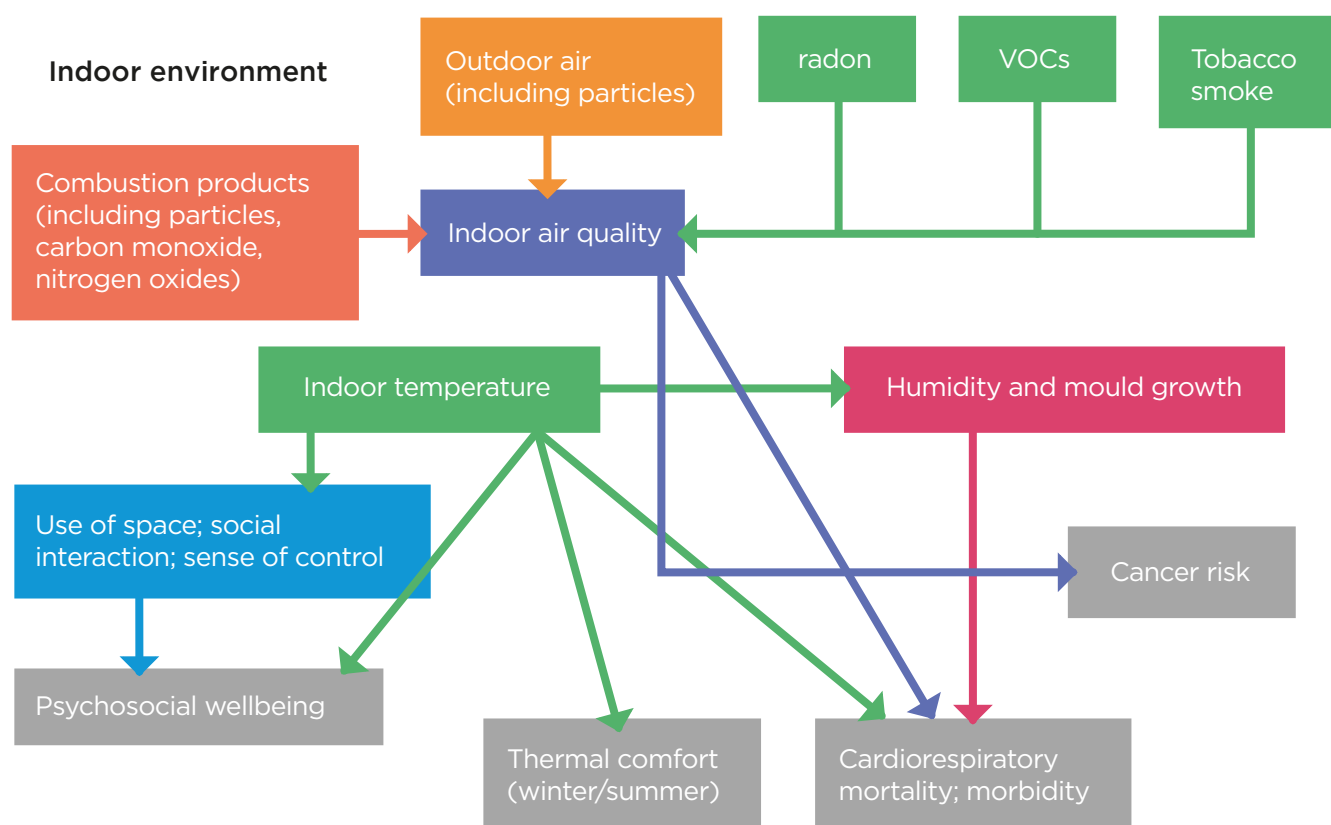 Indoor environment
Outdoor air
(including particles)
radon
VOCs
Tobacco
smoke
Combustion products
(including particles,
carbon monoxide,
nitrogen oxides)
Indoor air quality
Indoor temperature
Humidity and mould growth
Use of space; social
interaction; sense of control
Cancer risk
Psychosocial wellbeing
Thermal comfort
(winter/summer)
Cardiorespiratory
mortality; morbidity